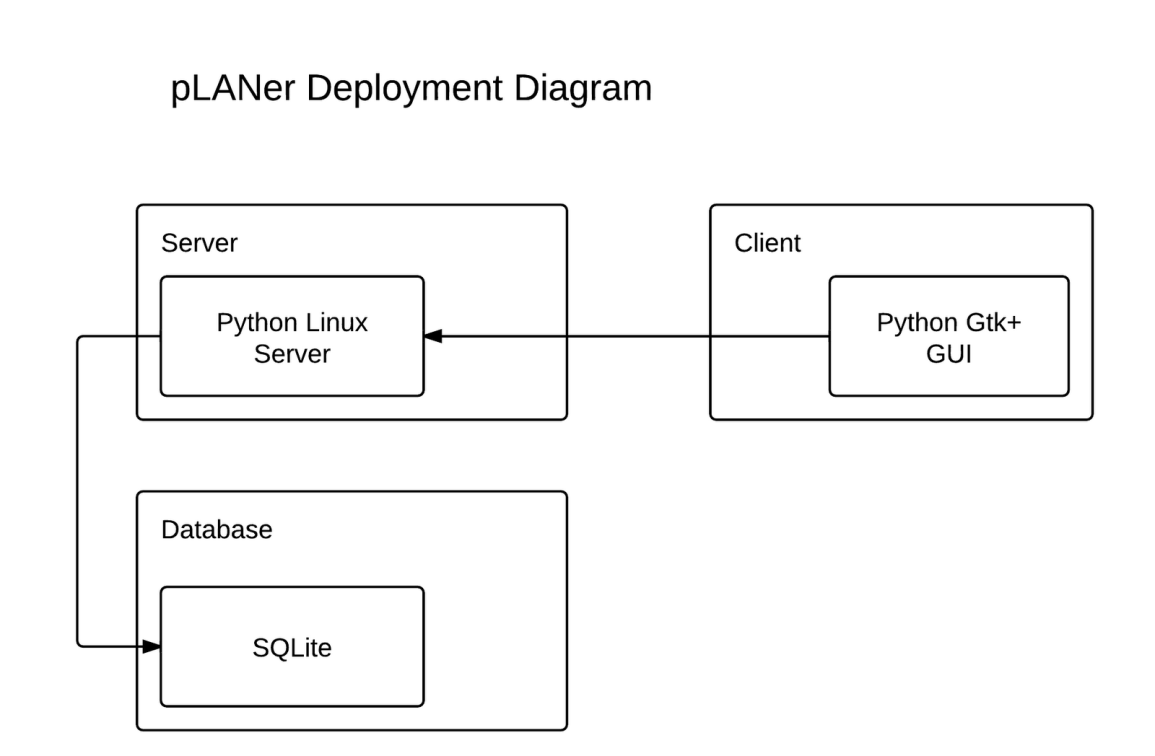 pLANer Deployment Diagram
Server
Python Linux
Server
Client
Python Gtk+
GUI
Database
SQLite